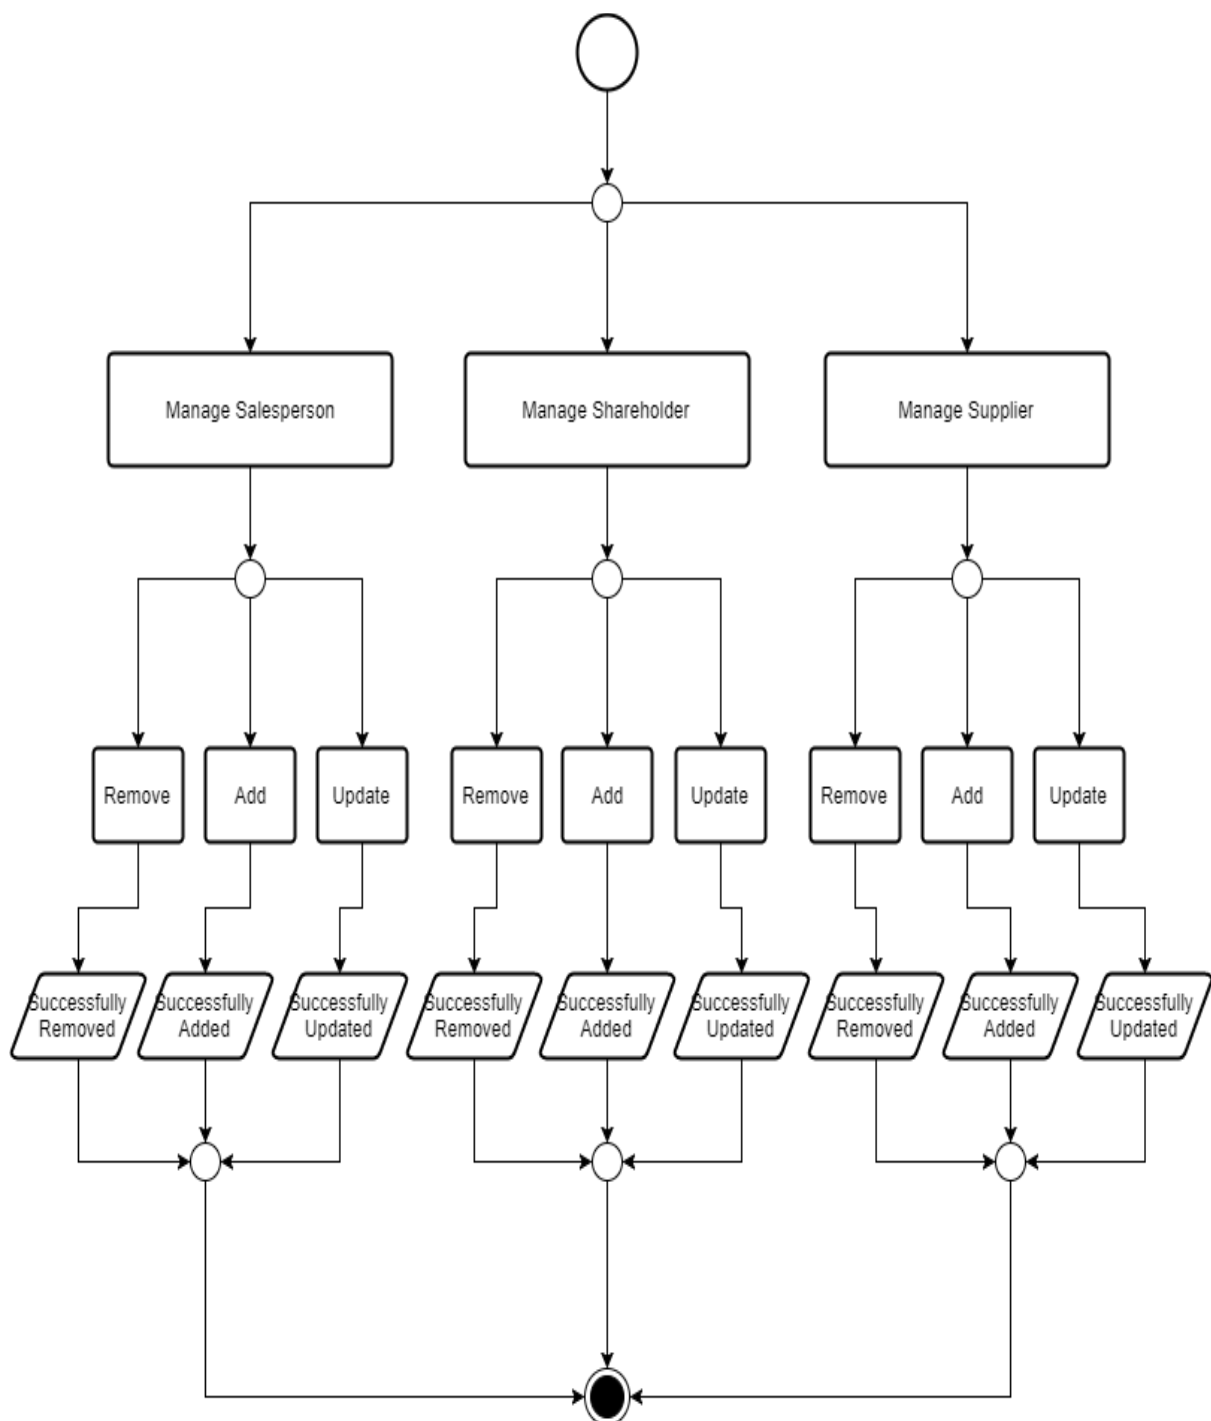 Manage Salesperson
Manage Shareholder
Manage Supplier
Remove
Add
Update
Remove
Add
Update
Remove
Add
Update
Successfully
Removed
Successfully
Added
Successfully
Updated
Successfully
Removed
Successfully
Added
Successfully
Updated
Successfully
Removed
Successfully
Added
Successfully
Updated